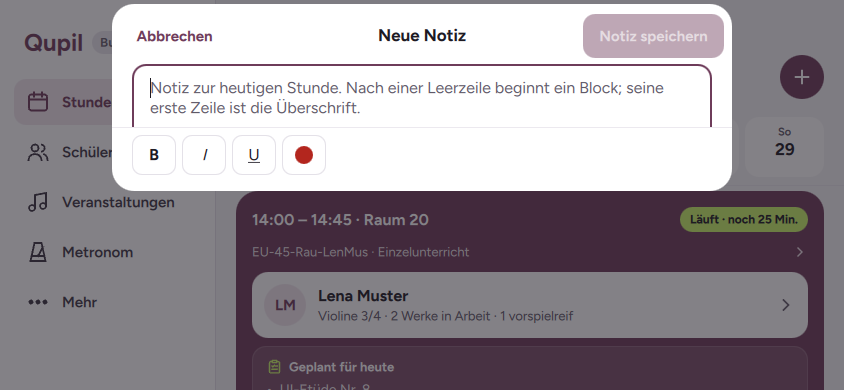 Qupil
Abbrechen
Neue Notiz
Notiz speichern
Notiz zur heutigen Stunde. Nach einer Leerzeile beginnt ein Block; seine
erste Zeile ist die Überschrift.
B I U
Stunde
Schüler
Veranstaltungen
Metronom
Mehr
So
29
14:00 – 14:45 · Raum 20
Läuft · noch 25 Min.
EU-45-Rau-LenMus · Einzelunterricht
LM
Lena Muster
Violine 3/4 · 2 Werke in Arbeit · 1 vorspielreif
Geplant für heute